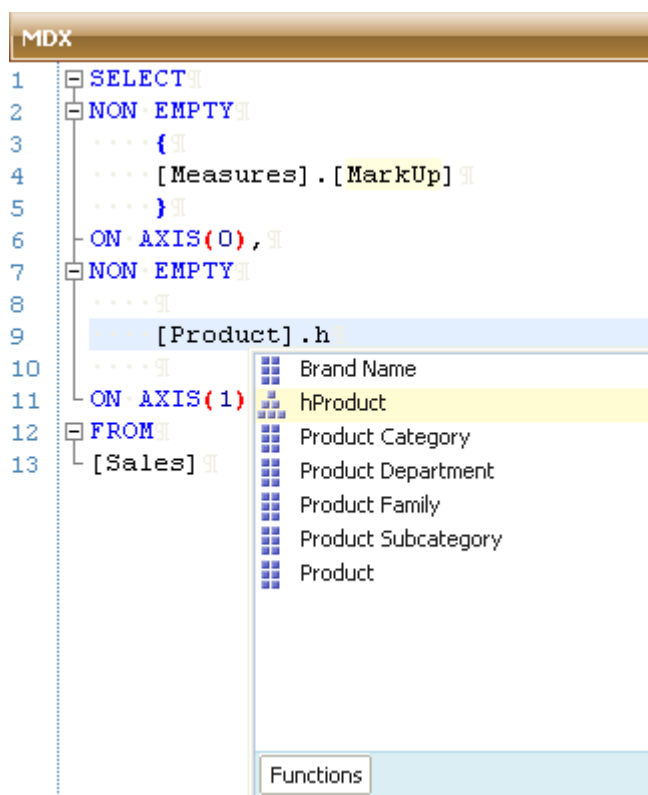 MDX
1 SELECT
2 NON EMPTY
3 {
4 [Measures].[MarkUp]
5 }
6 ON AXIS(0),
7 NON EMPTY
8
9 [Product].h
10
11 ON AXIS(1)
12 FROM
13 [Sales]
Brand Name
hProduct
Product Category
Product Department
Product Family
Product Subcategory
Product
Functions